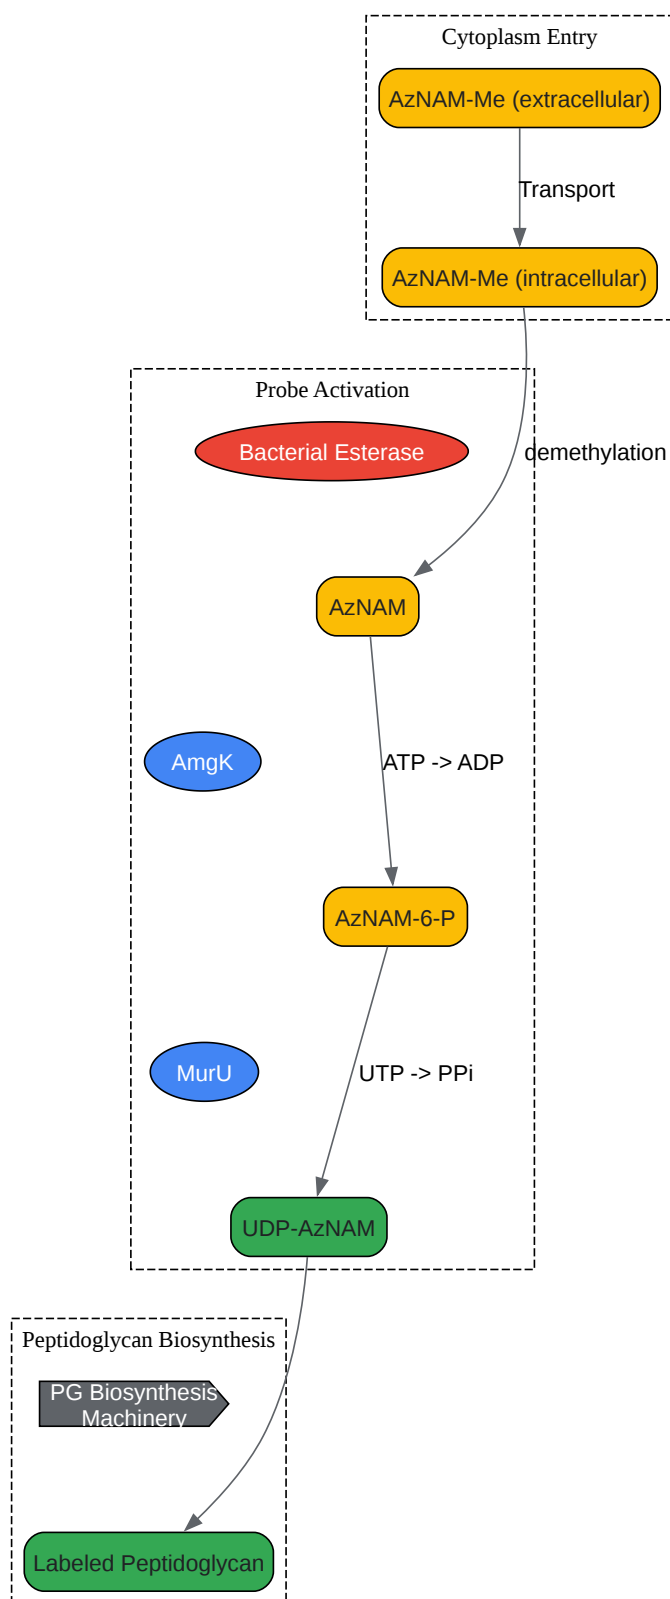 Cytoplasm Entry
AzNAM-Me (extracellular)
Transport
AzNAM-Me (intracellular)
Probe Activation
Bacterial Esterase
demethylation
AzNAM
AmgK
ATP -> ADP
AzNAM-6-P
MurU
UTP -> PPi
UDP-AzNAM
Peptidoglycan Biosynthesis
PG Biosynthesis
Machinery
Labeled Peptidoglycan